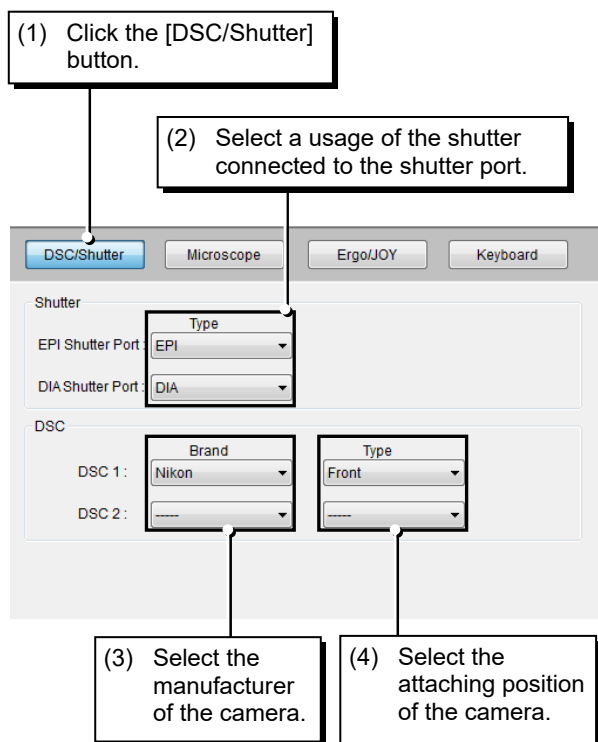 (1) Click the [DSC/Shutter]
button.
(2) Select a usage of the shutter
connected to the shutter port.
DSC/Shutter Microscope Ergo/JOY Keyboard
Shutter
Type
EPI Shutter Port : EPI
DIA Shutter Port : DIA
DSC
Brand Type
DSC 1 : Nikon Front
DSC 2 : ----- -----
(3) Select the
manufacturer
of the camera.
(4) Select the
attaching position
of the camera.